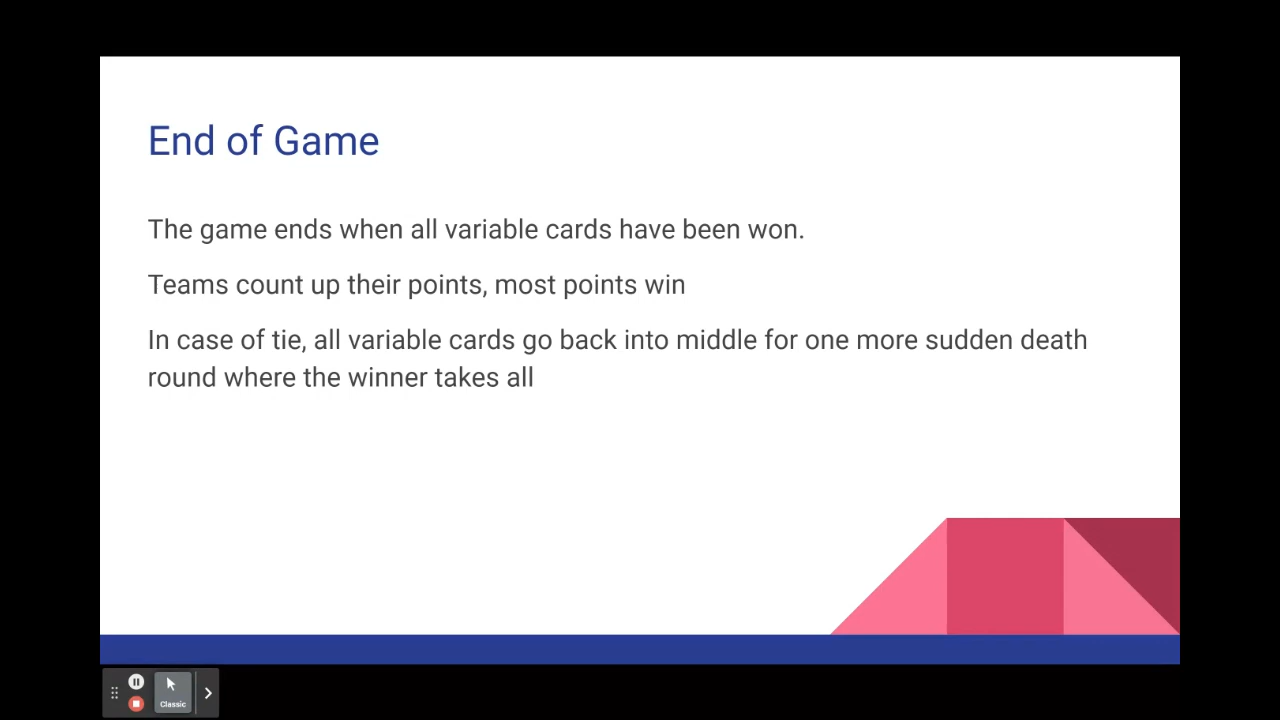 End of Game
The game ends when all variable cards have been won.
Teams count up their points, most points win
In case of tie, all variable cards go back into middle for one more sudden death
round where the winner takes all
Classic